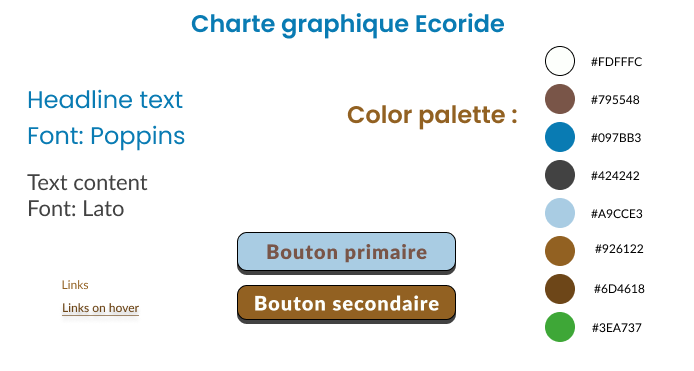 Charte graphique Ecoride
Headline text
Font: Poppins
Text content
Font: Lato
Links
Links on hover
Bouton primaire
Bouton secondaire
Color palette :
#FDFFFC
#795548
#097BB3
#424242
#A9CCE3
#926122
#6D4618
#3EA737